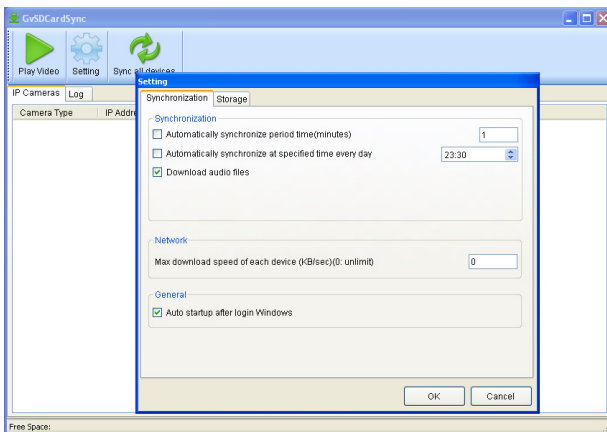 GvSDCardSync
Play Video Setting Sync all devices
IP Cameras Log
Camera Type IP Addre
Setting
Synchronization Storage
Synchronization
Automatically synchronize period time(minutes) 1
Automatically synchronize at specified time every day 23:30
Download audio files
Network
Max download speed of each device (KB/sec)(0: unlimit) 0
General
Auto startup after login Windows
OK Cancel
Free Space: